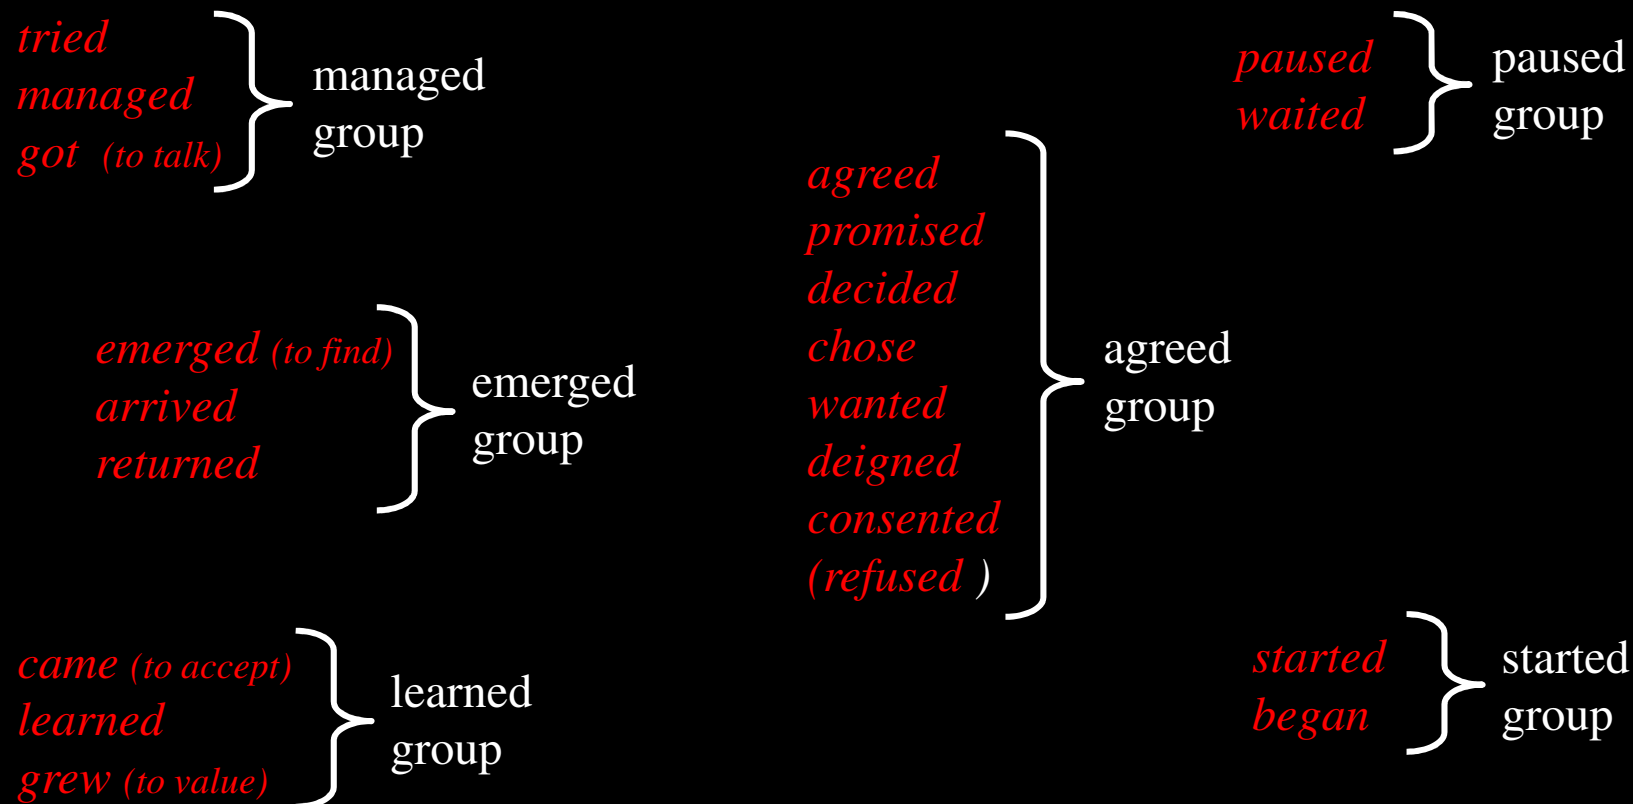 tried
managed
got (to talk)
managed
group
emerged (to find)
arrived
returned
emerged
group
came (to accept)
learned
grew (to value)
learned
group
agreed
promised
decided
chose
wanted
deigned
consented
(refused )
agreed
group
paused
waited
paused
group
started
began
started
group